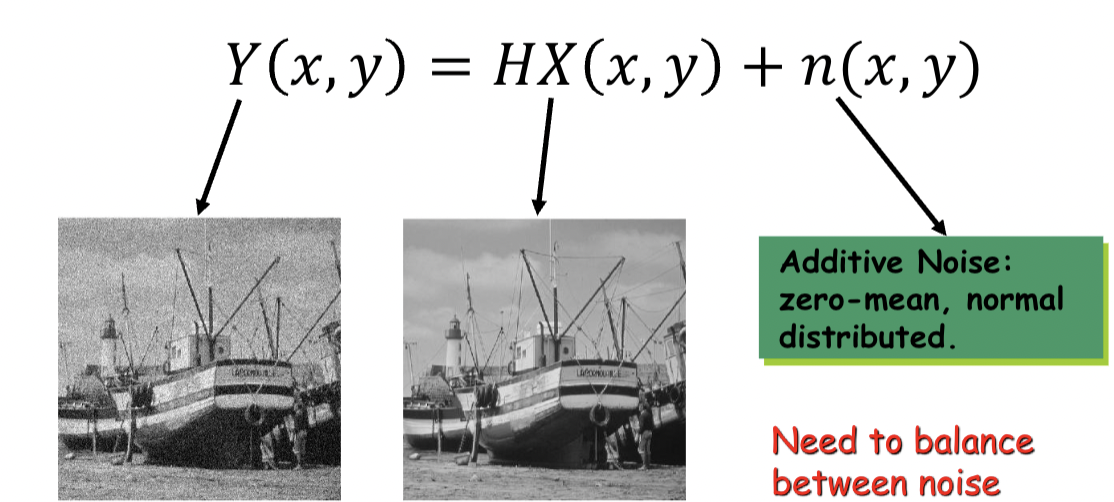 Y(x, y) = HX(x, y) + n(x, y)
Additive Noise:
zero-mean, normal
distributed.
Need to balance
between noise